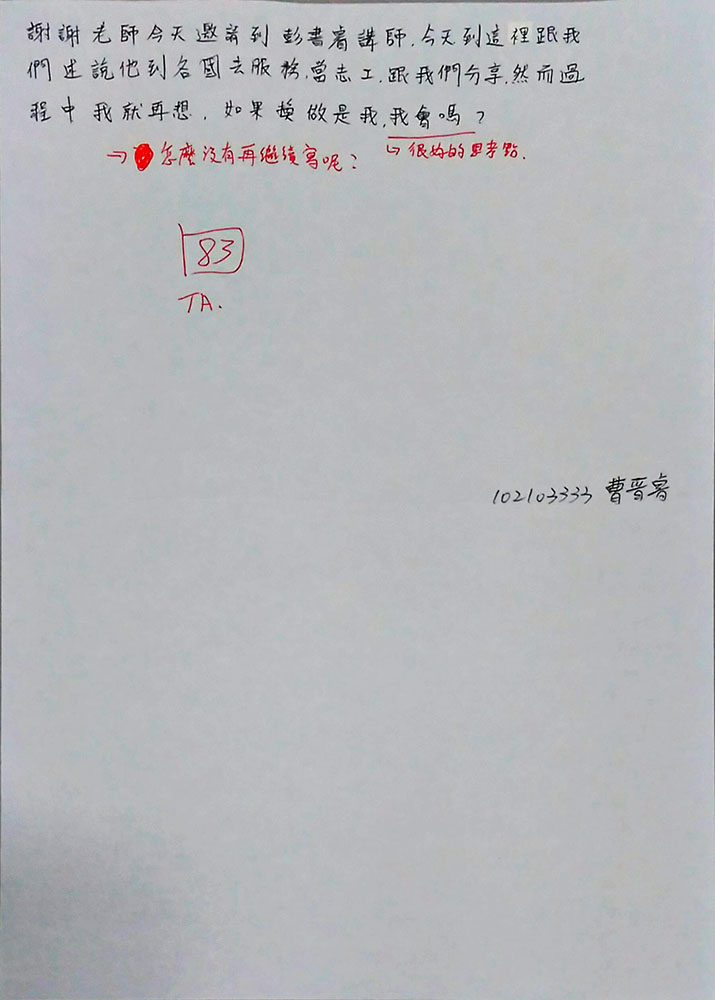 謝謝老師今天邀請到彭書睿講師,今天到這裡跟我
們述說他到各國去服務,當志工,跟我們分享,然而過
程中我就再想,如果換做是我,我會嗎?
→ 怎麼沒有再繼續寫呢?
↳ 很好的思考點.
83
TA.
102103333 曹晋睿